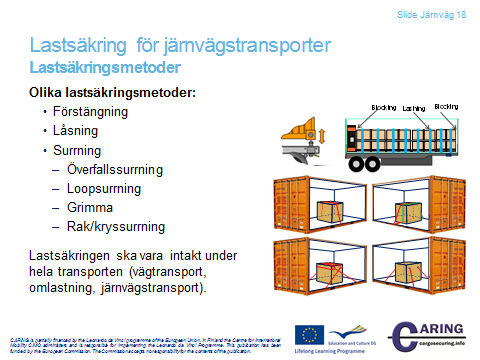 Slide Järnväg 18
Lastsäkring för järnvägstransporter
Lastsäkringsmetoder
Olika lastsäkringsmetoder:
• Förstängning
• Låsning
• Surrning
– Överfallssurrning
– Loopsurrning
– Grimma
– Rak/kryssurrning
Lastsäkringen ska vara intakt under
hela transporten (vägtransport,
omlastning, järnvägstransport).
Blocking Lashing Blocking
CARING is partially financed by the Leonardo da Vinci programme of the European Union. In Finland the Centre for International
Mobility CIMO administers and is responsible for implementing the Leonardo da Vinci Programme. This publication has been
funded by the European Commission. The Commission accepts no responsibility for the contents of the publication.
Education and Culture DG
Lifelong Learning Programme
CARING
cargosecuring.info